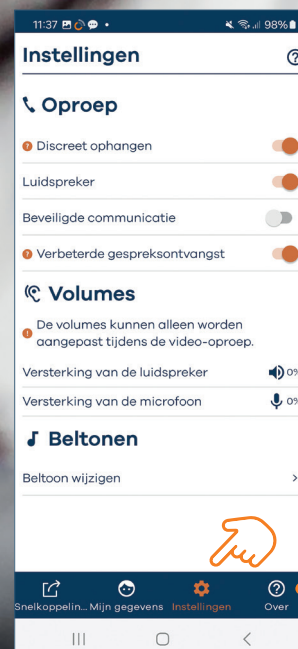 11:37
98%
Instellingen
Oproep
Discreet ophangen
Luidspreker
Beveiligde communicatie
Verbeterde gespreksontvangst
Volumes
De volumes kunnen alleen worden
aangepast tijdens de video-oproep.
Versterking van de luidspreker 0%
Versterking van de microfoon 0%
Beltonen
Beltoon wijzigen
Snelkoppelin... Mijn gegevens Instellingen Over